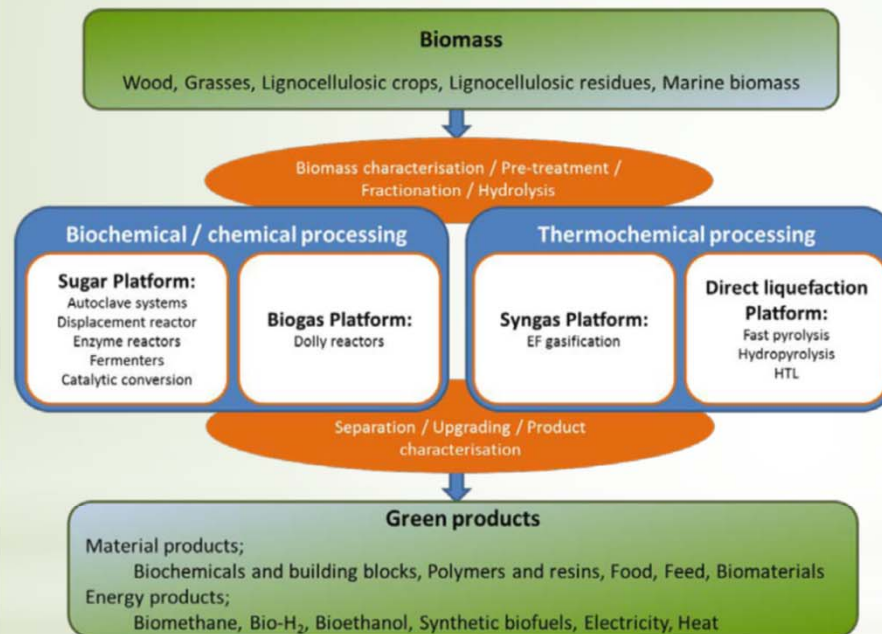 Biomass
Wood, Grasses, Lignocellulosic crops, Lignocellulosic residues, Marine biomass
Biomass characterisation / Pre-treatment /
Fractionation / Hydrolysis
Biochemical / chemical processing
Sugar Platform:
Autoclave systems
Displacement reactor
Enzyme reactors
Fermenters
Catalytic conversion
Biogas Platform:
Dolly reactors
Thermochemical processing
Syngas Platform:
EF gasification
Direct liquefaction
Platform:
Fast pyrolysis
Hydropyrolysis
HTL
Separation / Upgrading / Product
characterisation
Green products
Material products;
Biochemicals and building blocks, Polymers and resins, Food, Feed, Biomaterials
Energy products;
Biomethane, Bio-H₂, Bioethanol, Synthetic biofuels, Electricity, Heat